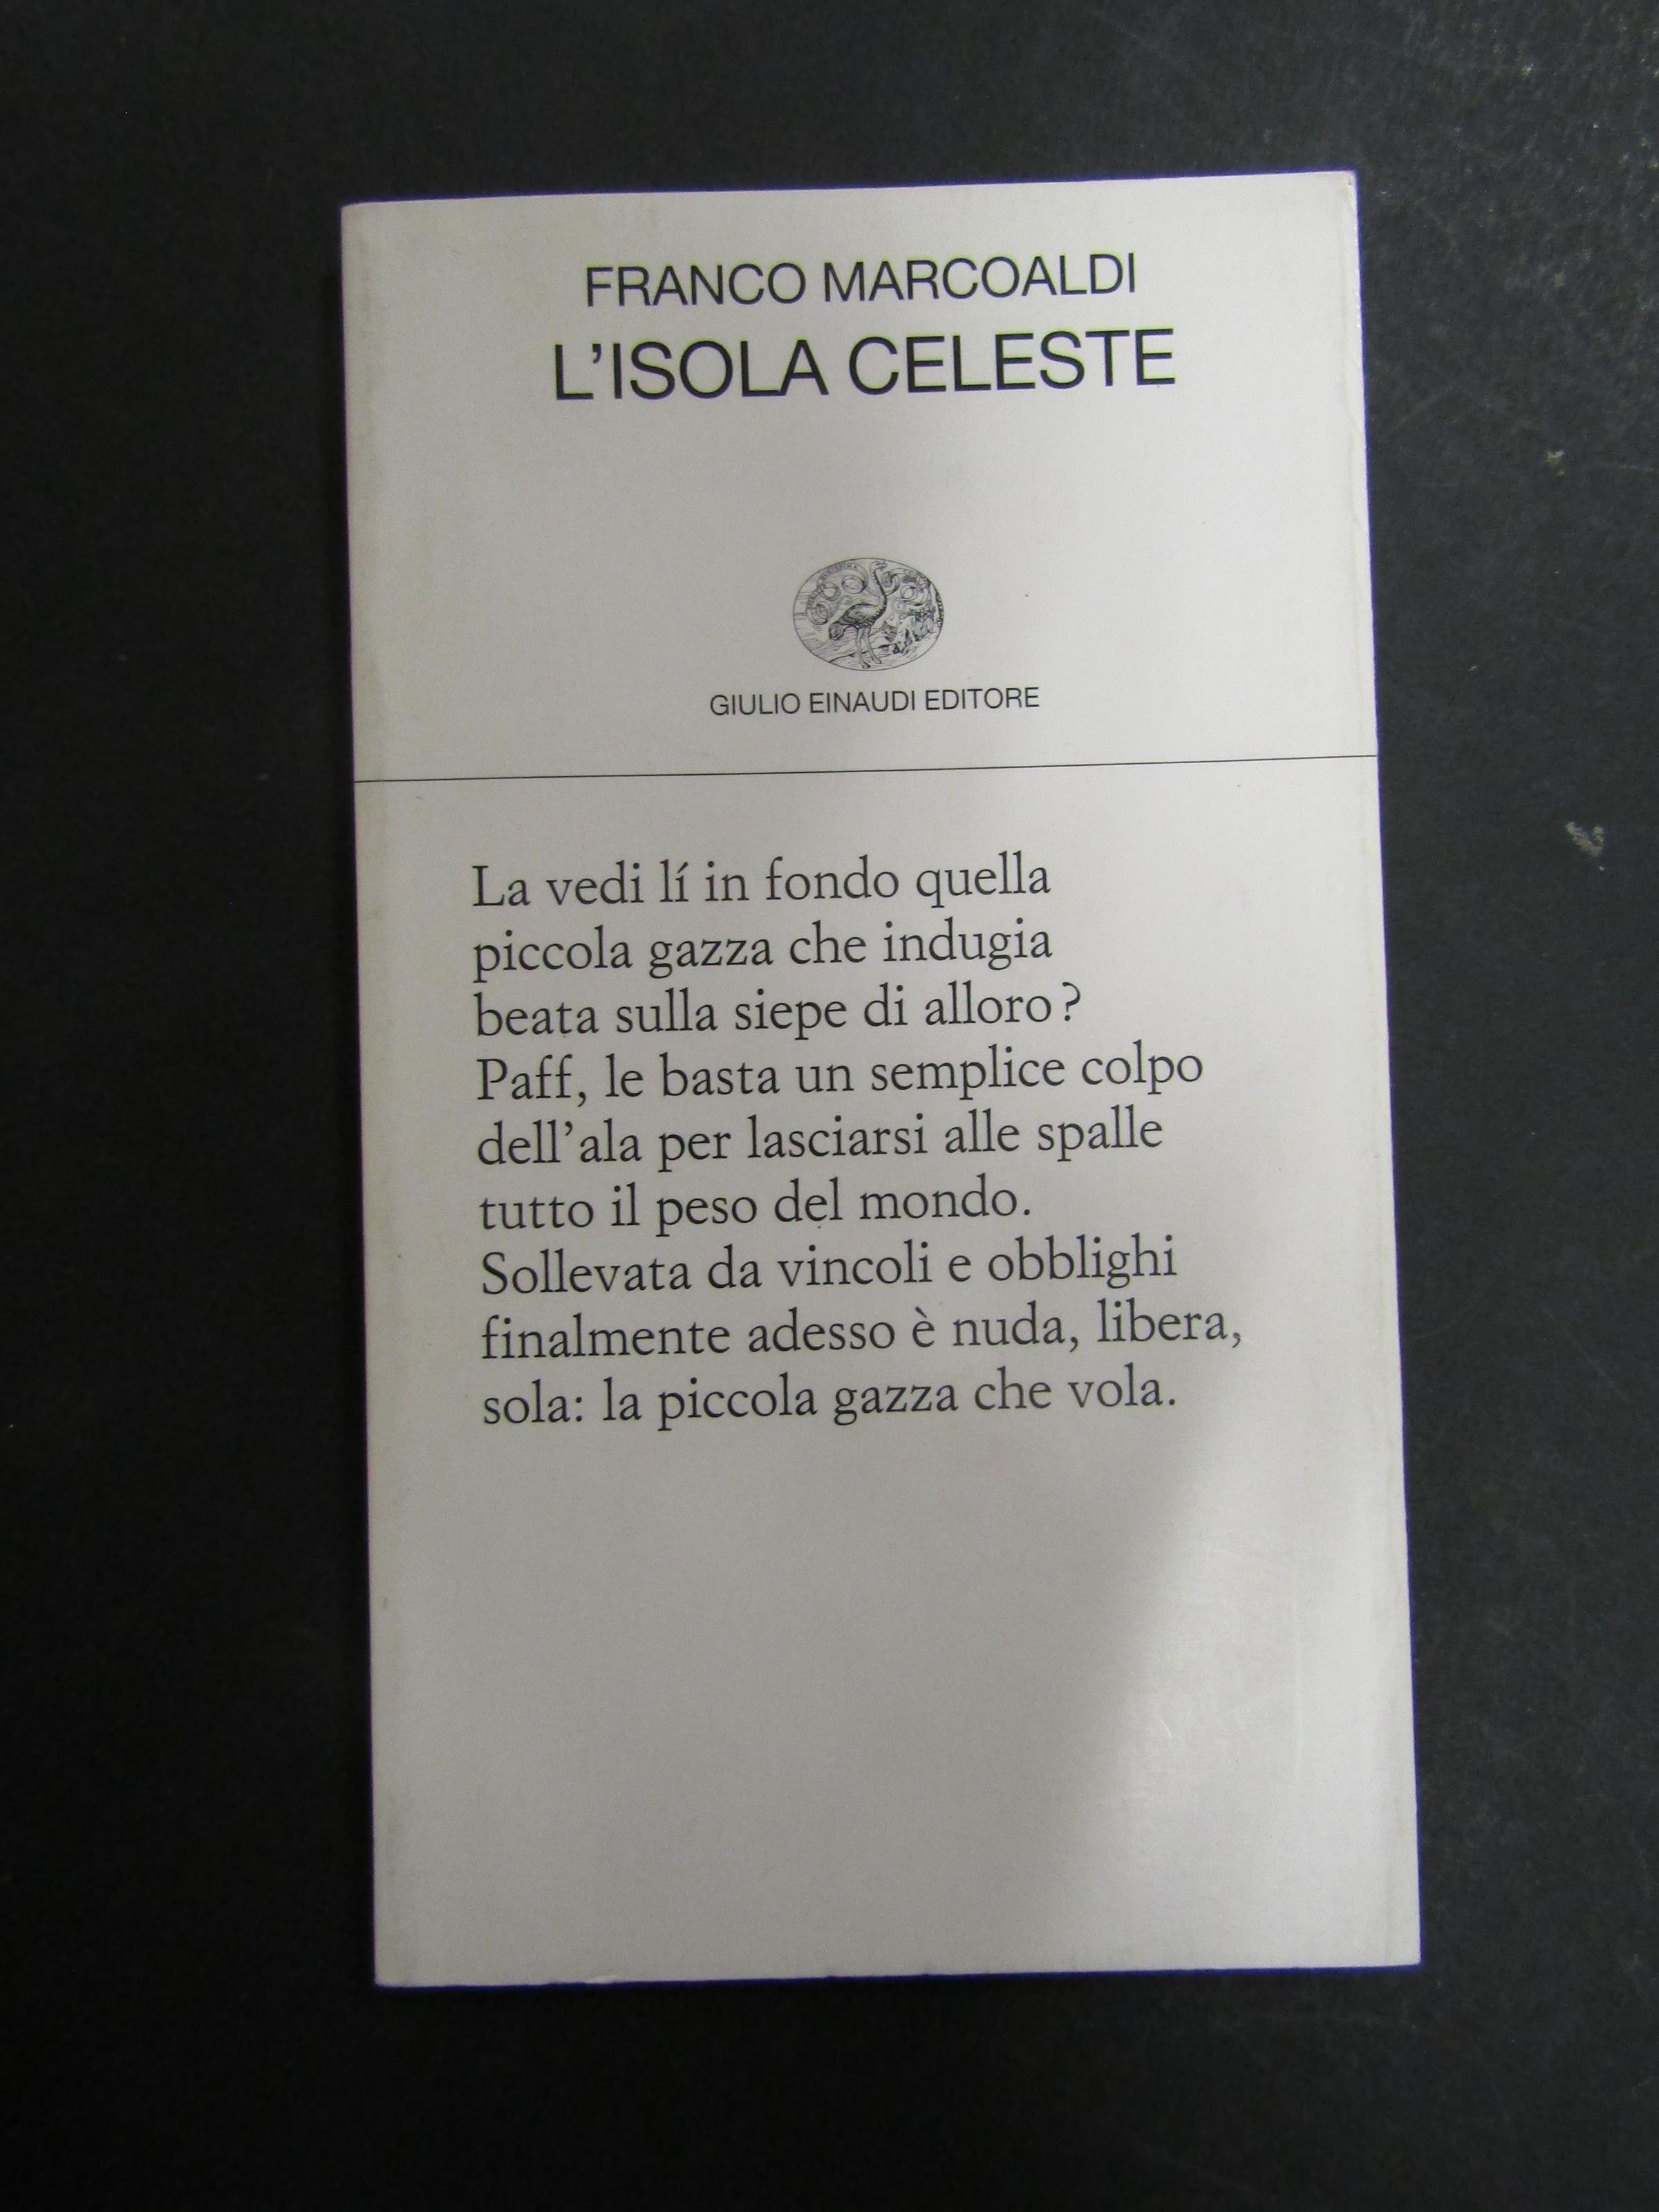 FRANCO MARCOALDI
L’ISOLA CELESTE
GIULIO EINAUDI EDITORE
La vedi lí in fondo quella
piccola gazza che indugia
beata sulla siepe di alloro?
Paff, le basta un semplice colpo
dell’ala per lasciarsi alle spalle
tutto il peso del mondo.
Sollevata da vincoli e obblighi
finalmente adesso è nuda, libera,
sola: la piccola gazza che vola.